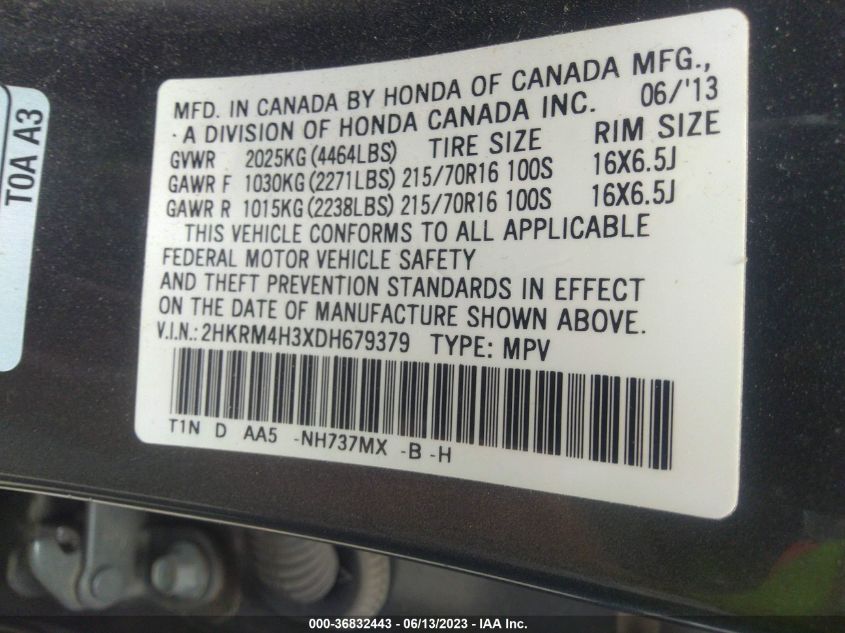 TOA A3
MFD. IN CANADA BY HONDA OF CANADA MFG.,
·A DIVISION OF HONDA CANADA INC. 06/'13
GVWR 2025KG(4464LBS) TIRE SIZE RIM SIZE
GAWR F 1030KG(2271LBS) 215/70R16 100S 16X6.5J
GAWR R 1015KG(2238LBS) 215/70R16 100S 16X6.5J
THIS VEHICLE CONFORMS TO ALL APPLICABLE
FEDERAL MOTOR VEHICLE SAFETY
AND THEFT PREVENTION STANDARDS IN EFFECT
ON THE DATE OF MANUFACTURE SHOWN ABOVE.
V.I.N.: 2HKRM4H3XDH679379 TYPE: MPV
T1N D AA5 -NH737MX -B -H
000-36832443 - 06/13/2023 - IAA Inc.